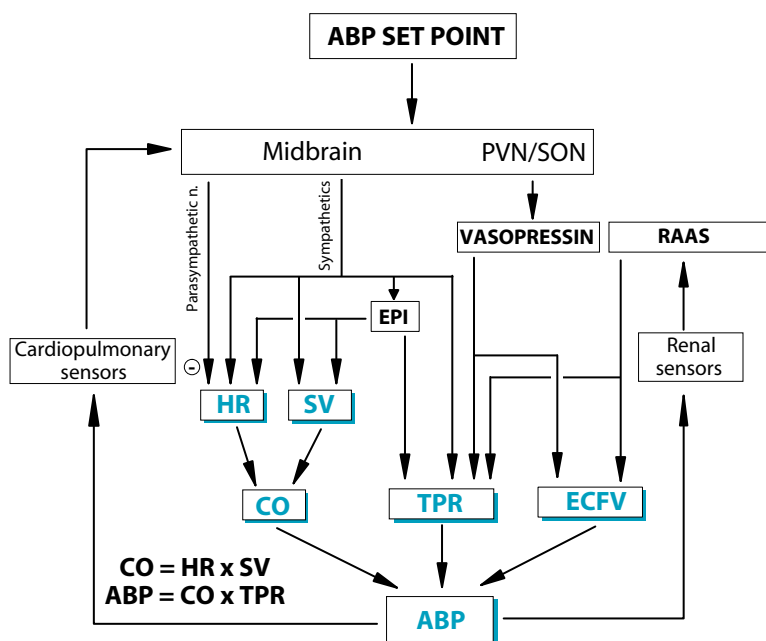 ABP SET POINT
Midbrain
PVN/SON
Parasympathetic n.
Sympathetics
VASOPRESSIN
RAAS
EPI
Cardiopulmonary
sensors
Renal
sensors
-
HR
SV
CO
TPR
ECFV
CO = HR x SV
ABP = CO x TPR
ABP